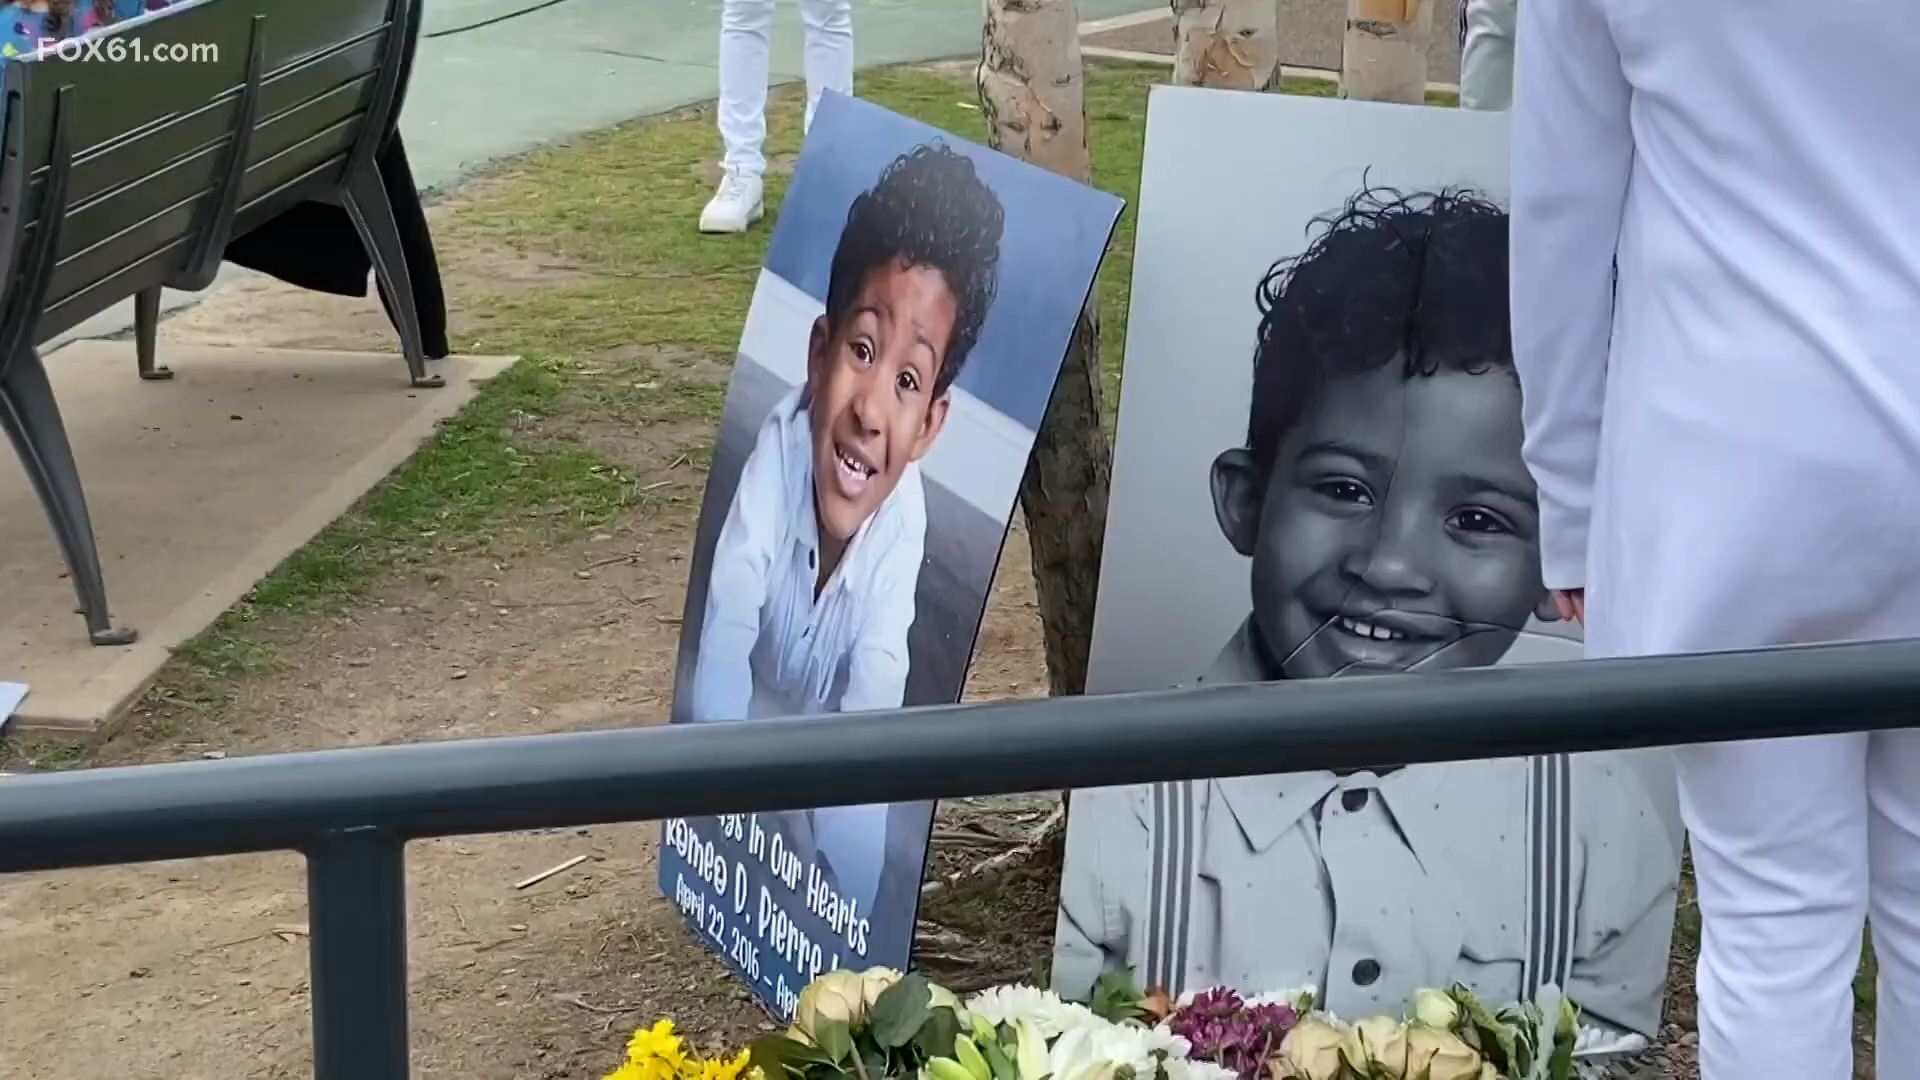 FOX61.com
In Our Hearts
Romeo D. Pierre
April 22, 2016 –